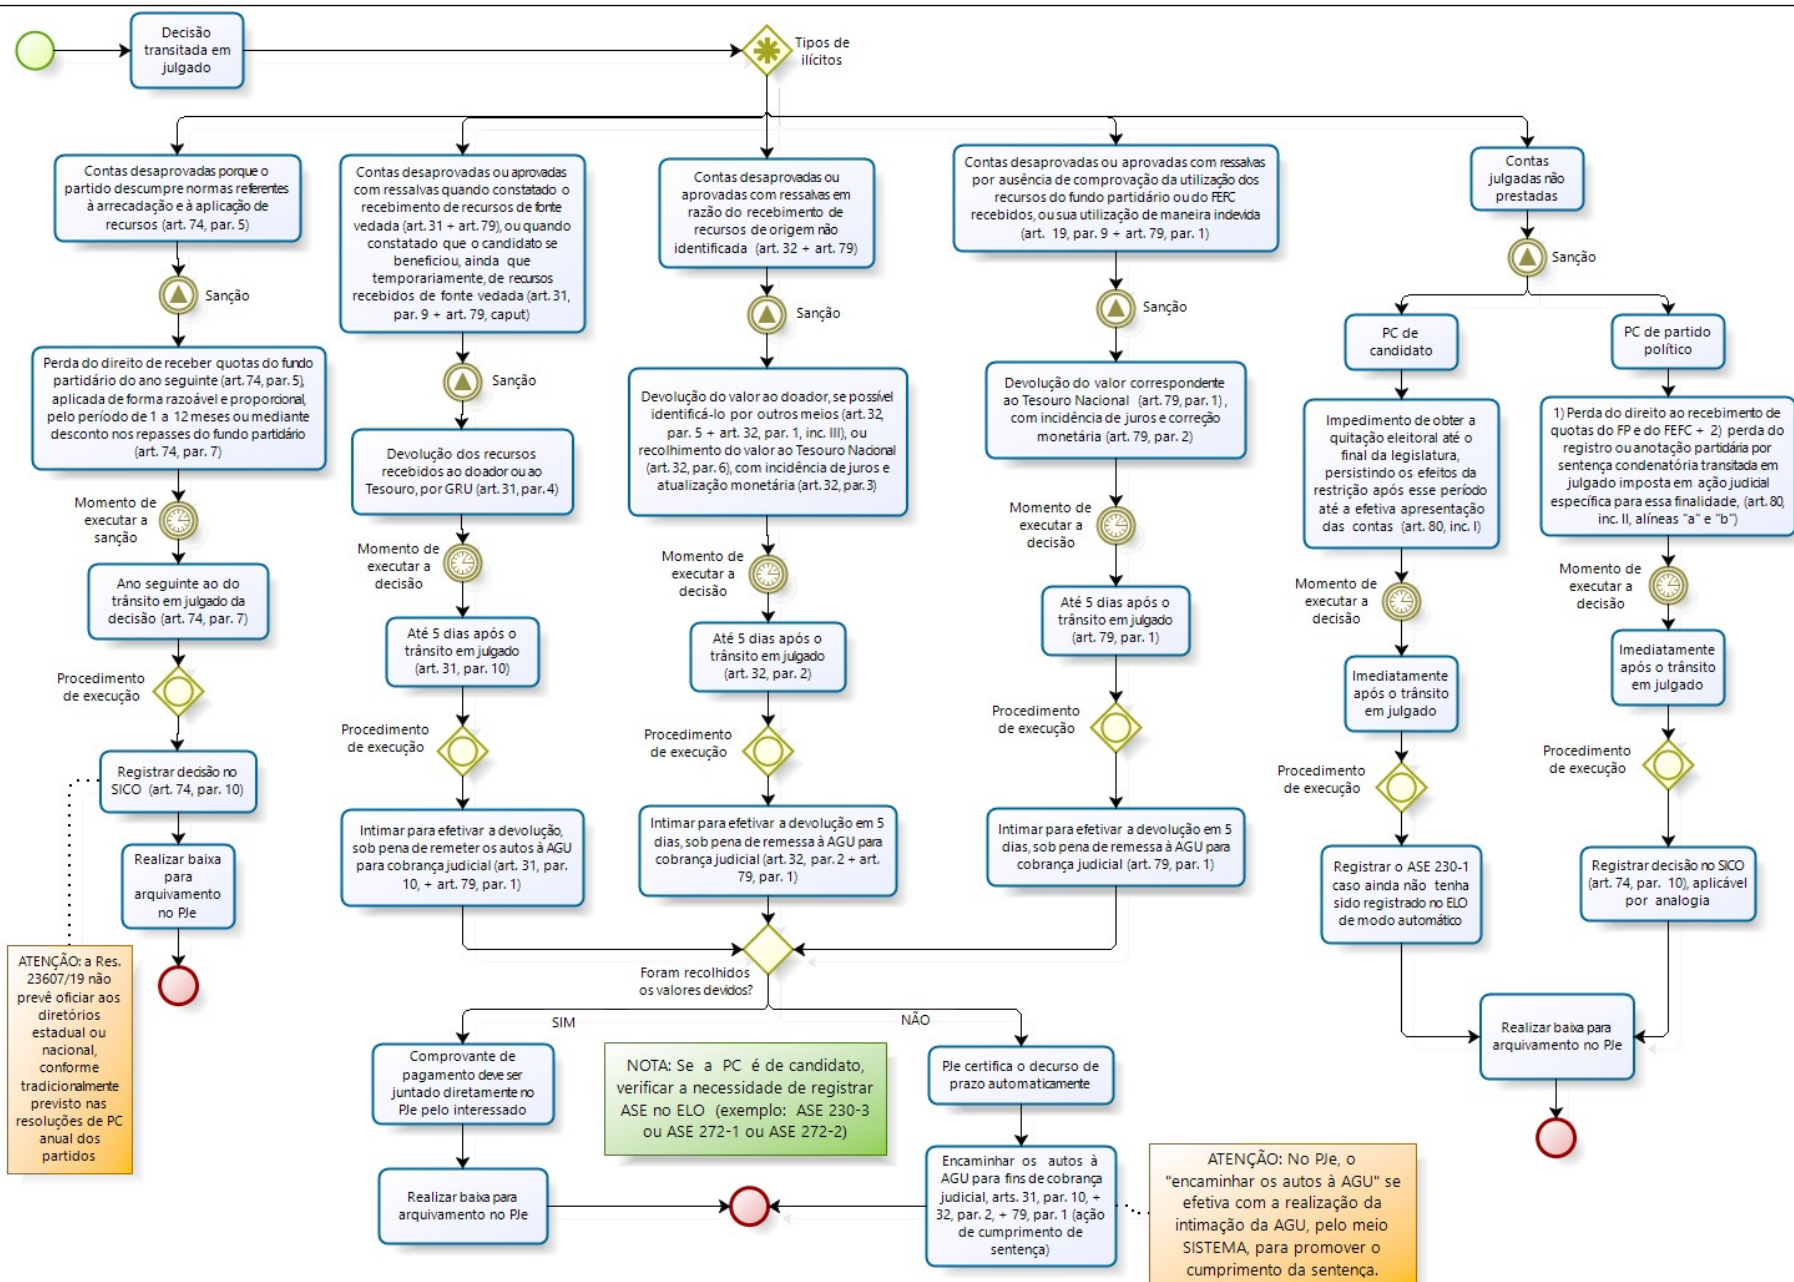 Decisão
transitada em
julgado
Tipos de
ilícitos
Contas desaprovadas porque o
partido descumpre normas referentes
à arrecadação e à aplicação de
recursos (art. 74, par. 5)
Sanção
Perda do direito de receber quotas do fundo
partidário do ano seguinte (art. 74, par. 5),
aplicada de forma razoável e proporcional,
pelo período de 1 a 12 meses ou mediante
desconto nos repasses do fundo partidário
(art. 74, par. 7)
Momento de
executar a
sanção
Ano seguinte ao do
trânsito em julgado da
decisão (art. 74, par. 7)
Procedimento
de execução
Registrar decisão no
SICO (art. 74, par. 10)
Realizar baixa
para
arquivamento
no PJe
ATENÇÃO: a Res.
23607/19 não
prevê oficiar aos
diretórios
estadual ou
nacional,
conforme
tradicionalmente
previsto nas
resoluções de PC
anual dos
partidos
Contas desaprovadas ou aprovadas
com ressalvas quando constatado o
recebimento de recursos de fonte
vedada (art. 31 + art. 79), ou quando
constatado que o candidato se
beneficiou, ainda que
temporariamente, de recursos
recebidos de fonte vedada (art. 31,
par. 9 + art. 79, caput)
Sanção
Devolução dos recursos
recebidos ao doador ou ao
Tesouro, por GRU (art. 31, par. 4)
Momento de
executar a
decisão
Até 5 dias após o
trânsito em julgado
(art. 31, par. 10)
Procedimento
de execução
Intimar para efetivar a devolução,
sob pena de remeter os autos à AGU
para cobrança judicial (art. 31, par.
10, + art. 79, par. 1)
Contas desaprovadas ou
aprovadas com ressalvas em
razão do recebimento de
recursos de origem não
identificada (art. 32 + art. 79)
Sanção
Devolução do valor ao doador, se possível
identificá-lo por outros meios (art. 32,
par. 5 + art. 32, par. 1, inc. III), ou
recolhimento do valor ao Tesouro Nacional
(art. 32, par. 6), com incidência de juros e
atualização monetária (art. 32, par. 3)
Momento de
executar a
decisão
Até 5 dias após o
trânsito em julgado
(art. 32, par. 2)
Procedimento
de execução
Intimar para efetivar a devolução em 5
dias, sob pena de remessa à AGU para
cobrança judicial (art. 32, par. 2 + art.
79, par. 1)
Contas desaprovadas ou aprovadas com ressalvas
por ausência de comprovação da utilização dos
recursos do fundo partidário ou do FEFC
recebidos, ou sua utilização de maneira indevida
(art. 19, par. 9 + art. 79, par. 1)
Sanção
Devolução do valor correspondente
ao Tesouro Nacional (art. 79, par. 1) ,
com incidência de juros e correção
monetária (art. 79, par. 2)
Momento de
executar a
decisão
Até 5 dias após o
trânsito em julgado
(art. 79, par. 1)
Procedimento
de execução
Intimar para efetivar a devolução em 5
dias, sob pena de remessa à AGU para
cobrança judicial (art. 79, par. 1)
Foram recolhidos
os valores devidos?
SIM
NÃO
Comprovante de
pagamento deve ser
juntado diretamente no
PJe pelo interessado
Realizar baixa para
arquivamento no PJe
NOTA: Se a PC é de candidato,
verificar a necessidade de registrar
ASE no ELO (exemplo: ASE 230-3
ou ASE 272-1 ou ASE 272-2)
PJe certifica o decurso de
prazo automaticamente
Encaminhar os autos à
AGU para fins de cobrança
judicial, arts. 31, par. 10, +
32, par. 2, + 79, par. 1 (ação
de cumprimento de
sentença)
ATENÇÃO: No PJe, o
"encaminhar os autos à AGU" se
efetiva com a realização da
intimação da AGU, pelo meio
SISTEMA, para promover o
cumprimento da sentença.
Contas
julgadas não
prestadas
Sanção
PC de
candidato
Impedimento de obter a
quitação eleitoral até o
final da legislatura,
persistindo os efeitos da
restrição após esse período
até a efetiva apresentação
das contas (art. 80, inc. I)
Momento de
executar a
decisão
Imediatamente
após o trânsito
em julgado
Procedimento
de execução
Registrar o ASE 230-1
caso ainda não tenha
sido registrado no ELO
de modo automático
PC de partido
político
1) Perda do direito ao recebimento de
quotas do FP e do FEFC + 2) perda do
registro ou anotação partidária por
sentença condenatória transitada em
julgado imposta em ação judicial
específica para essa finalidade, (art. 80,
inc. II, alíneas "a" e "b")
Momento de
executar a
decisão
Imediatamente
após o trânsito
em julgado
Procedimento
de execução
Registrar decisão no SICO
(art. 74, par. 10), aplicável
por analogia
Realizar baixa para
arquivamento no PJe